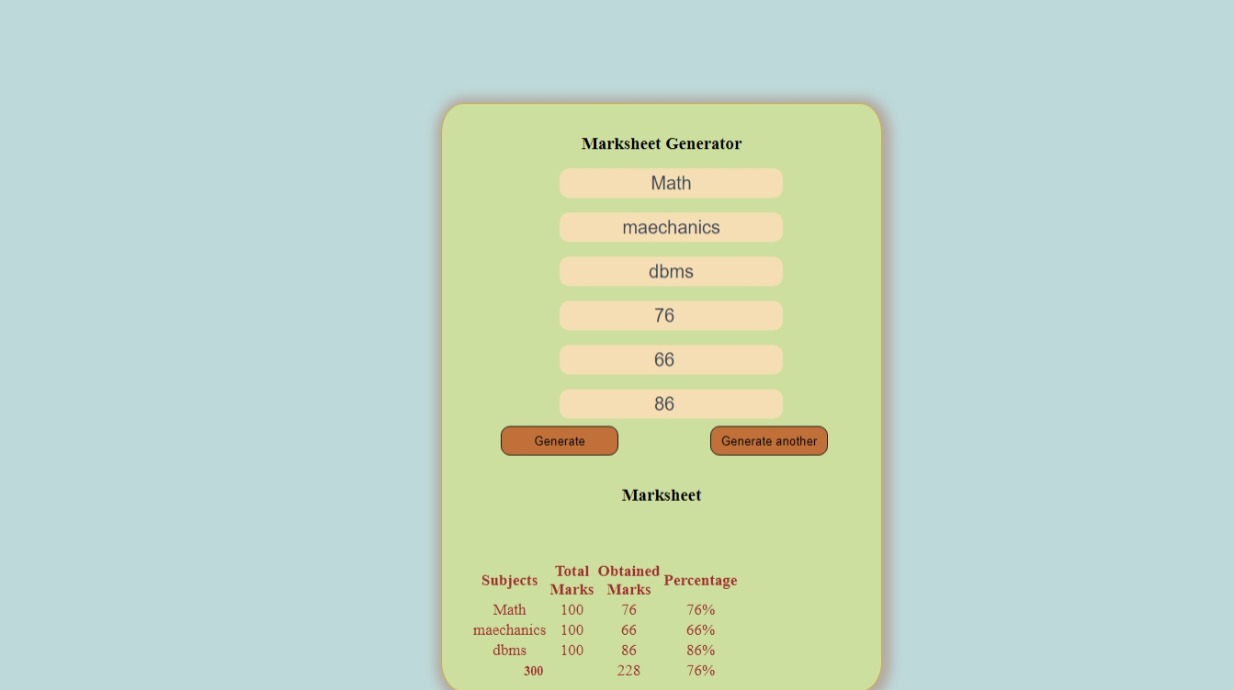 Marksheet Generator
Math
maechanics
dbms
76
66
86
Generate Generate another
Marksheet
Subjects Total Marks Obtained Marks Percentage
Math 100 76 76%
maechanics 100 66 66%
dbms 100 86 86%
300 228 76%